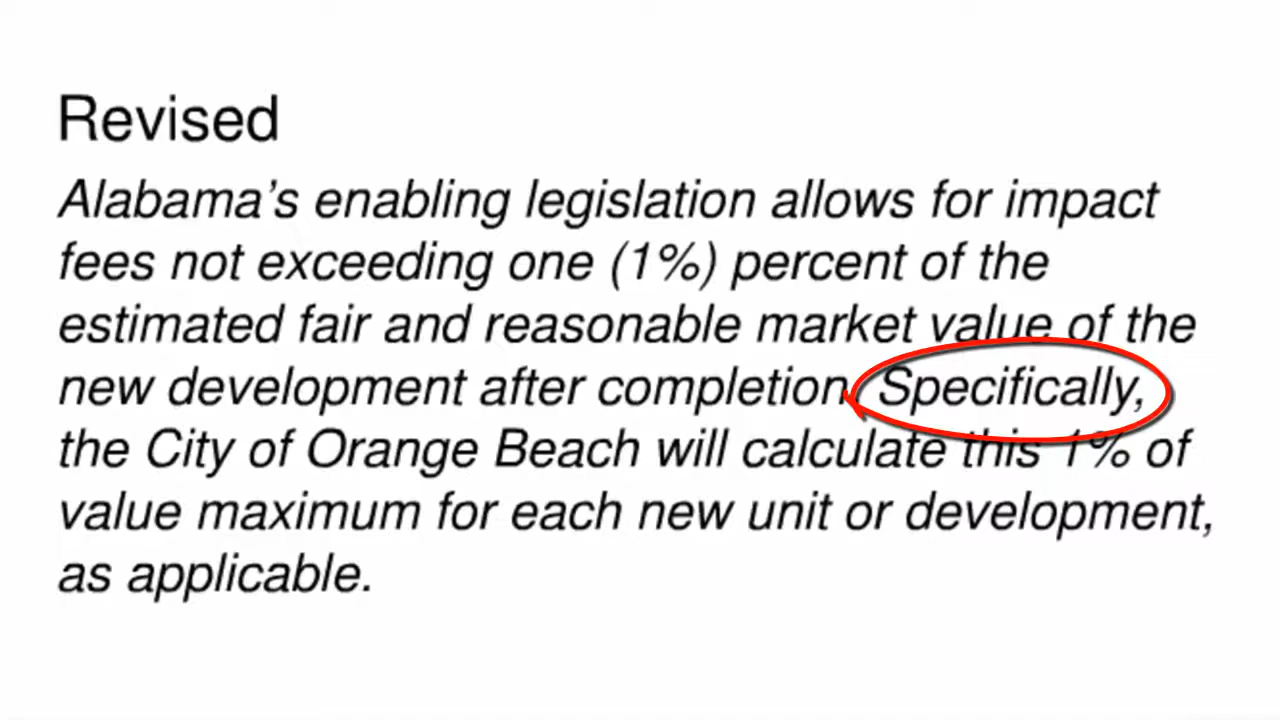 Revised
Alabama’s enabling legislation allows for impact
fees not exceeding one (1%) percent of the
estimated fair and reasonable market value of the
new development after completion. Specifically,
the City of Orange Beach will calculate this 1% of
value maximum for each new unit or development,
as applicable.